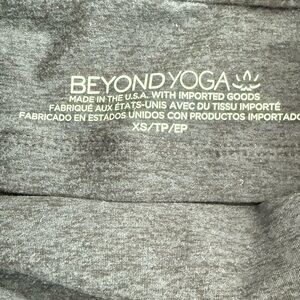 BEYOND YOGA
MADE IN THE U.S.A. WITH IMPORTED GOODS
FABRIQUÉ AUX ÉTATS-UNIS AVEC DU TISSU IMPORTÉ
FABRICADO EN ESTADOS UNIDOS CON PRODUCTOS IMPORTADO
XS/TP/EP